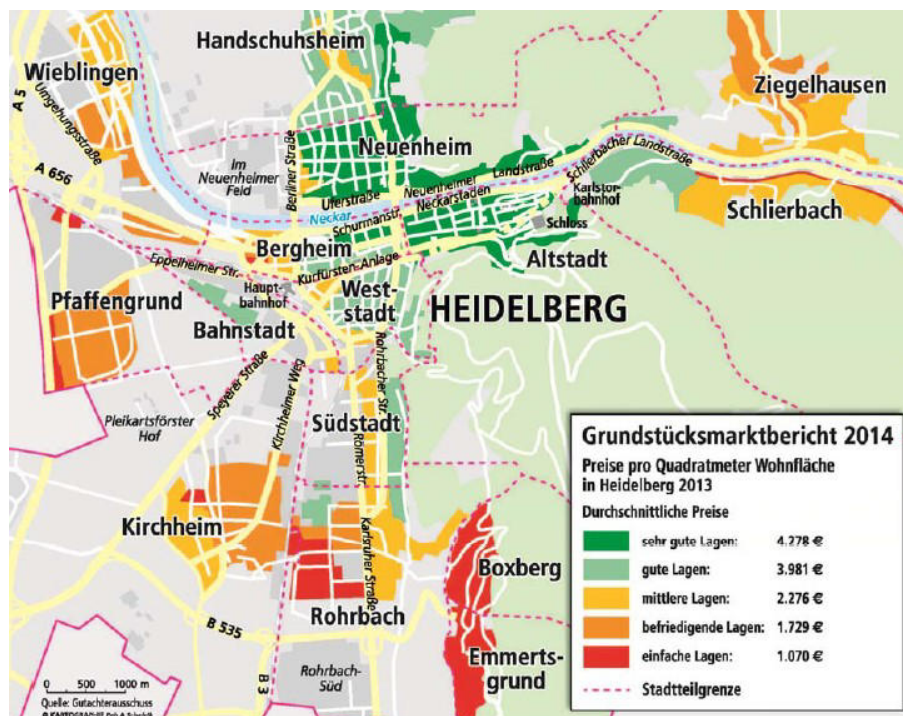 Handschuhsheim
Wieblingen
A 5
Umgehungsstraße
Ziegelhausen
Berliner Straße
Neuenheim
Im
Neuenheimer
Feld
A 656
Schlierbacher Landstraße
Neuenheimer
Landstraße
Uferstraße
Neckarstaden
Karlstor-
bahnhof
Neckar
Schurmanstr.
Schlierbach
Schloss
Bergheim
Altstadt
Eppelheimer Str.
Kurfürsten-Anlage
Haupt-
bahnhof
West-
stadt
Pfaffengrund
HEIDELBERG
Bahnstadt
Speyerer Straße
Kirchheimer Weg
Rohrbacher Str.
Pleikartsförster
Hof
Südstadt
Römerstr.
Kirchheim
Karlsruher Straße
Boxberg
Rohrbach
B 535
Emmerts-
grund
Rohrbach-
Süd
B 3
0 500 1000 m
Quelle: Gutachterausschuss
Grundstücksmarktbericht 2014
Preise pro Quadratmeter Wohnfläche
in Heidelberg 2013
Durchschnittliche Preise
sehr gute Lagen: 4.278 €
gute Lagen: 3.981 €
mittlere Lagen: 2.276 €
befriedigende Lagen: 1.729 €
einfache Lagen: 1.070 €
Stadtteilgrenze